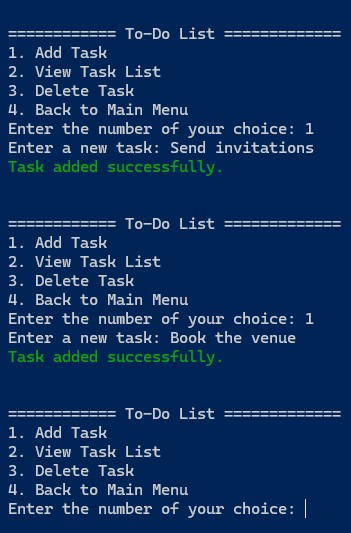 ============ To-Do List =============
1. Add Task
2. View Task List
3. Delete Task
4. Back to Main Menu
Enter the number of your choice: 1
Enter a new task: Send invitations
Task added successfully.
============ To-Do List =============
1. Add Task
2. View Task List
3. Delete Task
4. Back to Main Menu
Enter the number of your choice: 1
Enter a new task: Book the venue
Task added successfully.
============ To-Do List =============
1. Add Task
2. View Task List
3. Delete Task
4. Back to Main Menu
Enter the number of your choice: